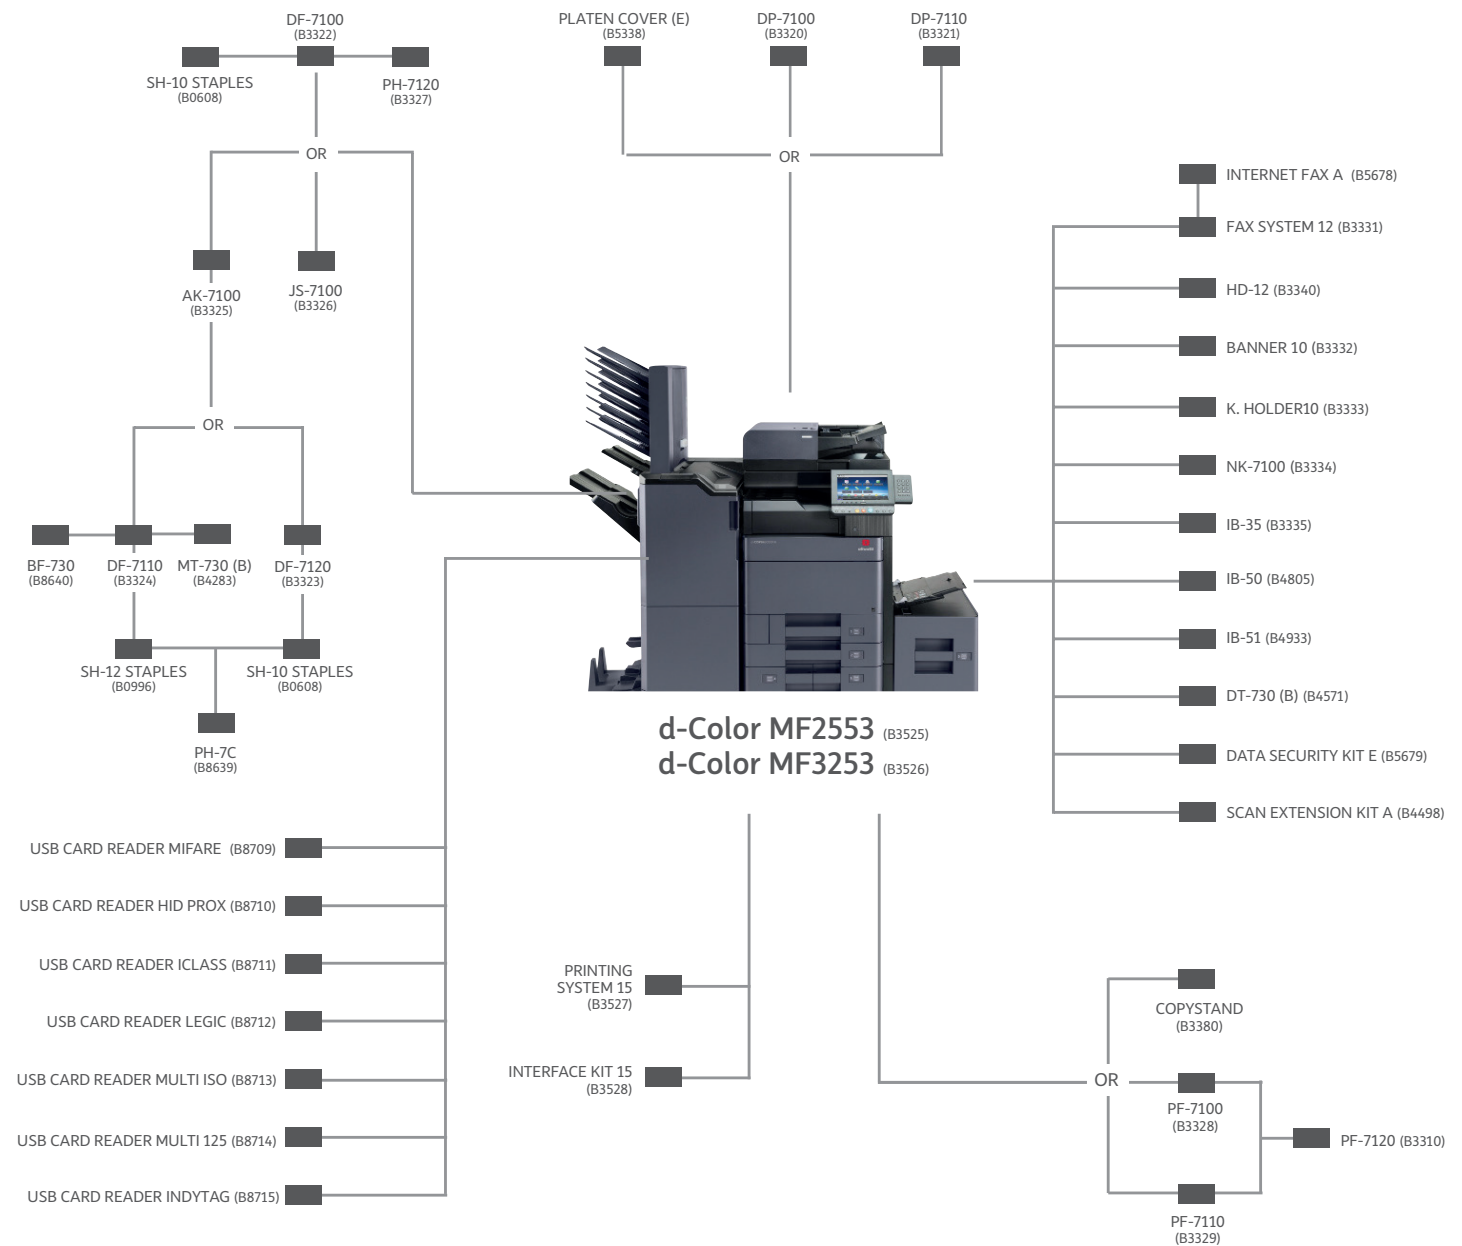 DF-7100
(B3322)
SH-10 STAPLES
(B0608)
PH-7120
(B3327)
OR
AK-7100
(B3325)
JS-7100
(B3326)
OR
BF-730
(B8640)
DF-7110
(B3324)
MT-730 (B)
(B4283)
DF-7120
(B3323)
SH-12 STAPLES
(B0996)
SH-10 STAPLES
(B0608)
PH-7C
(B8639)
PLATEN COVER (E)
(B5338)
DP-7100
(B3320)
DP-7110
(B3321)
OR
INTERNET FAX A (B5678)
FAX SYSTEM 12 (B3331)
HD-12 (B3340)
BANNER 10 (B3332)
K. HOLDER10 (B3333)
NK-7100 (B3334)
IB-35 (B3335)
IB-50 (B4805)
IB-51 (B4933)
DT-730 (B) (B4571)
DATA SECURITY KIT E (B5679)
SCAN EXTENSION KIT A (B4498)
d-Color MF2553 (B3525)
d-Color MF3253 (B3526)
USB CARD READER MIFARE (B8709)
USB CARD READER HID PROX (B8710)
USB CARD READER ICLASS (B8711)
USB CARD READER LEGIC (B8712)
USB CARD READER MULTI ISO (B8713)
USB CARD READER MULTI 125 (B8714)
USB CARD READER INDYTAG (B8715)
PRINTING
SYSTEM 15
(B3527)
INTERFACE KIT 15
(B3528)
COPYSTAND
(B3380)
OR
PF-7100
(B3328)
PF-7120 (B3310)
PF-7110
(B3329)